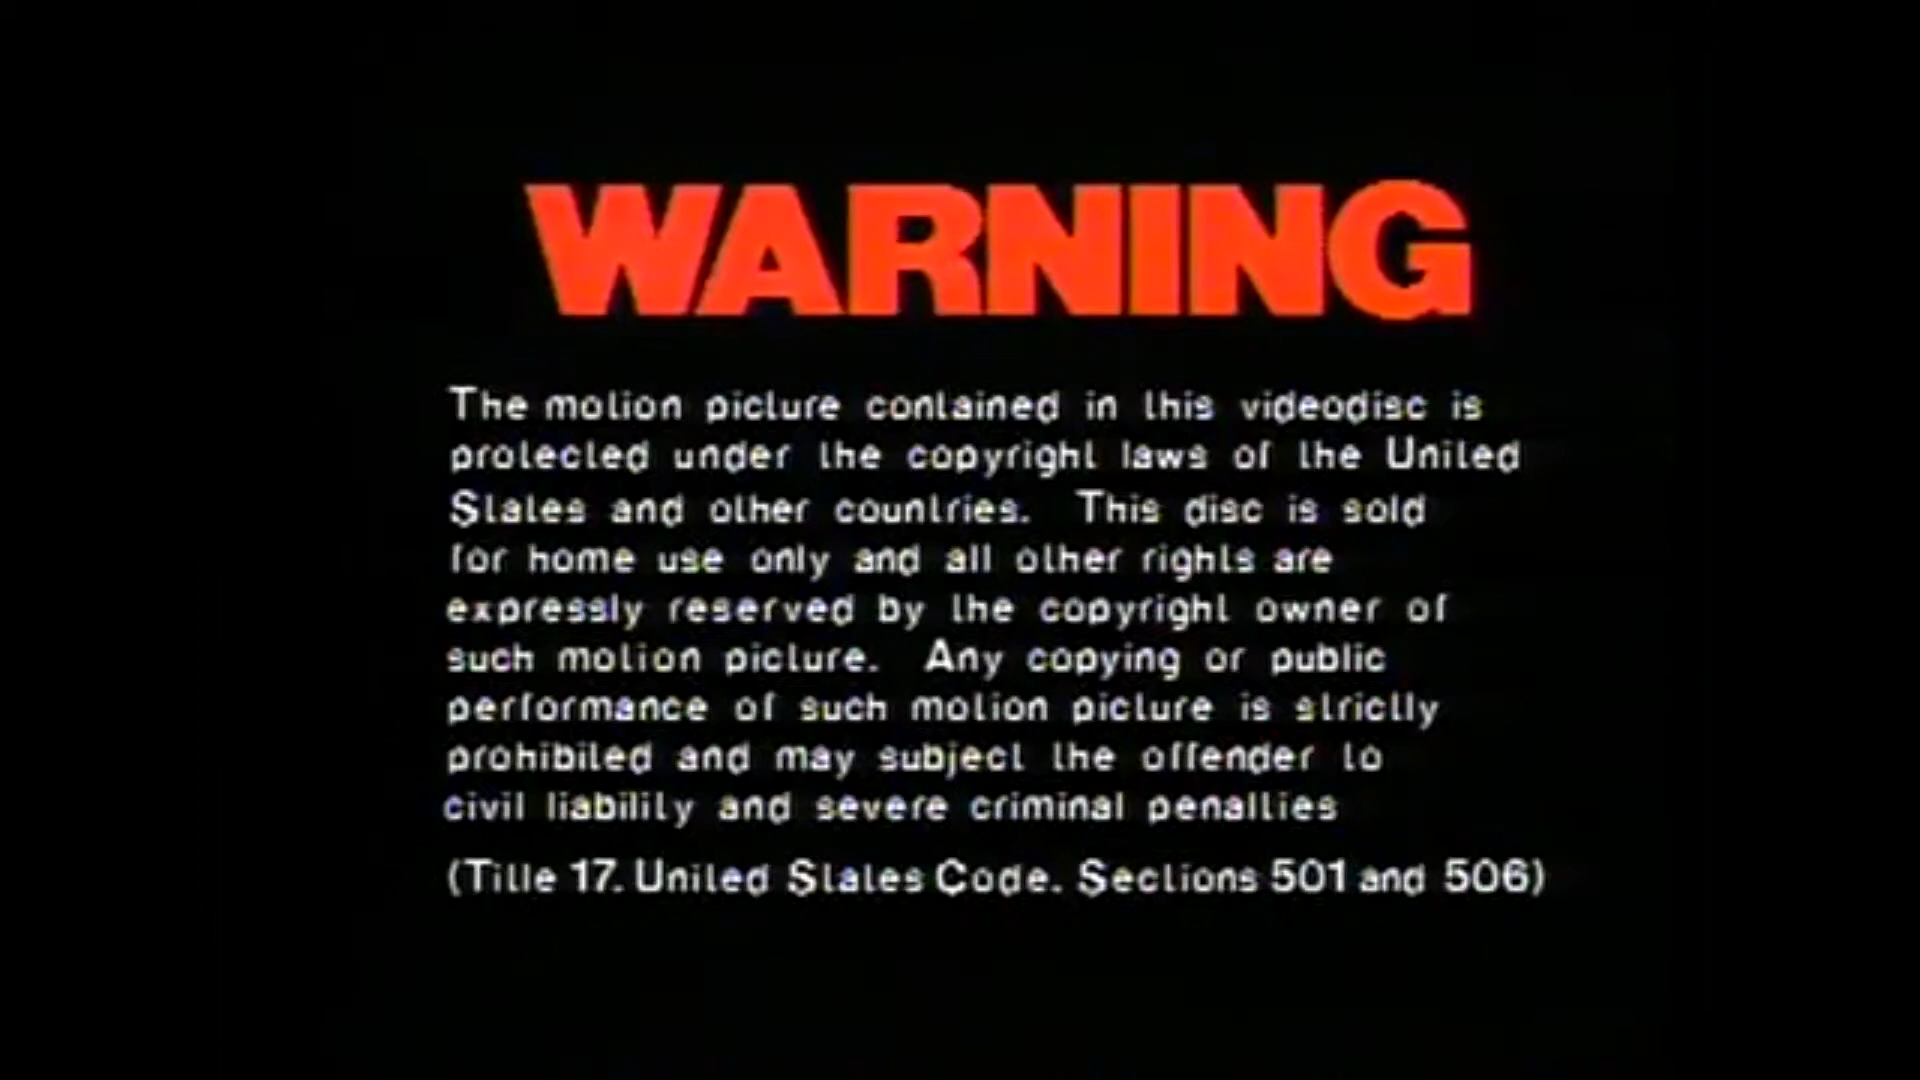 WARNING
The motion picture contained in this videodisc is
protected under the copyright laws of the United
States and other countries. This disc is sold
for home use only and all other rights are
expressly reserved by the copyright owner of
such motion picture. Any copying or public
performance of such motion picture is strictly
prohibited and may subject the offender to
civil liability and severe criminal penalties
(Title 17. United States Code. Sections 501 and 506)